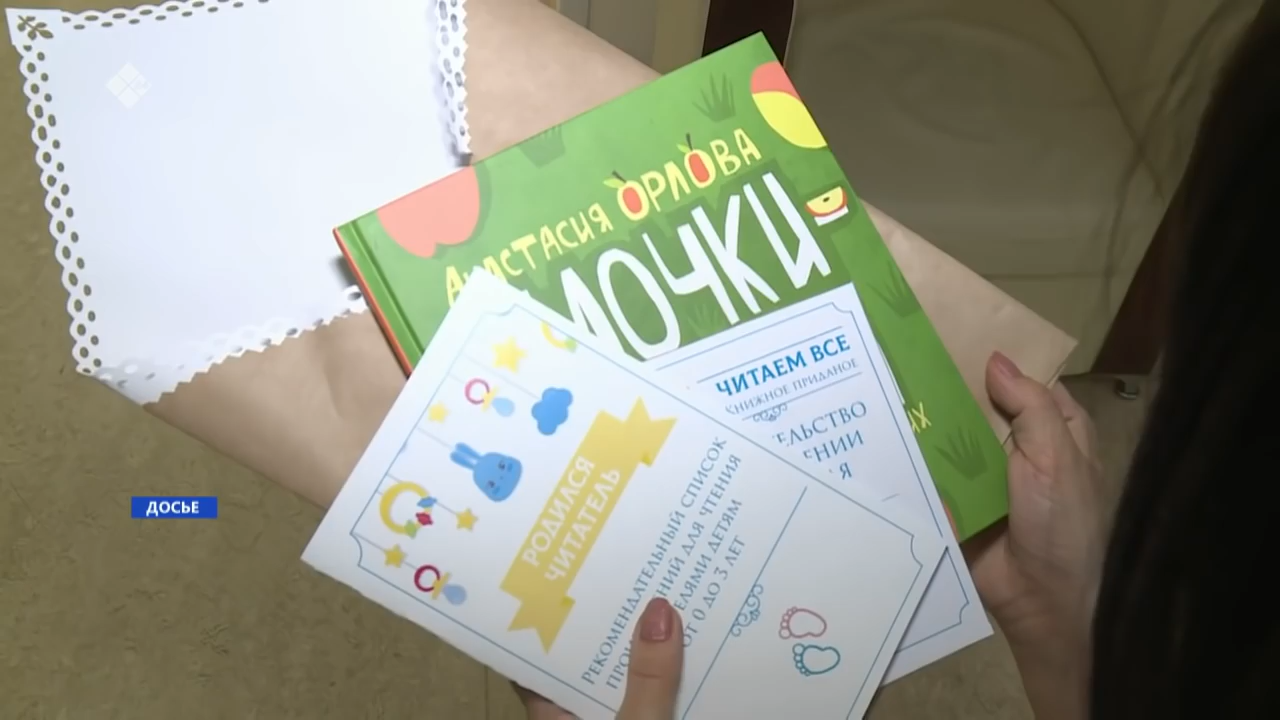 АНАСТАСИЯ ОРЛОВА
ЧИТАЕМ ВСЕ
КНИЖНОЕ ПРИДАНОЕ
РОДИЛСЯ
ЧИТАТЕЛЬ
РЕКОМЕНДАТЕЛЬНЫЙ СПИСОК
ДЛЯ ЧТЕНИЯ
ДЕТЯМ
ОТ 0 ДО 3 ЛЕТ
ДОСЬЕ